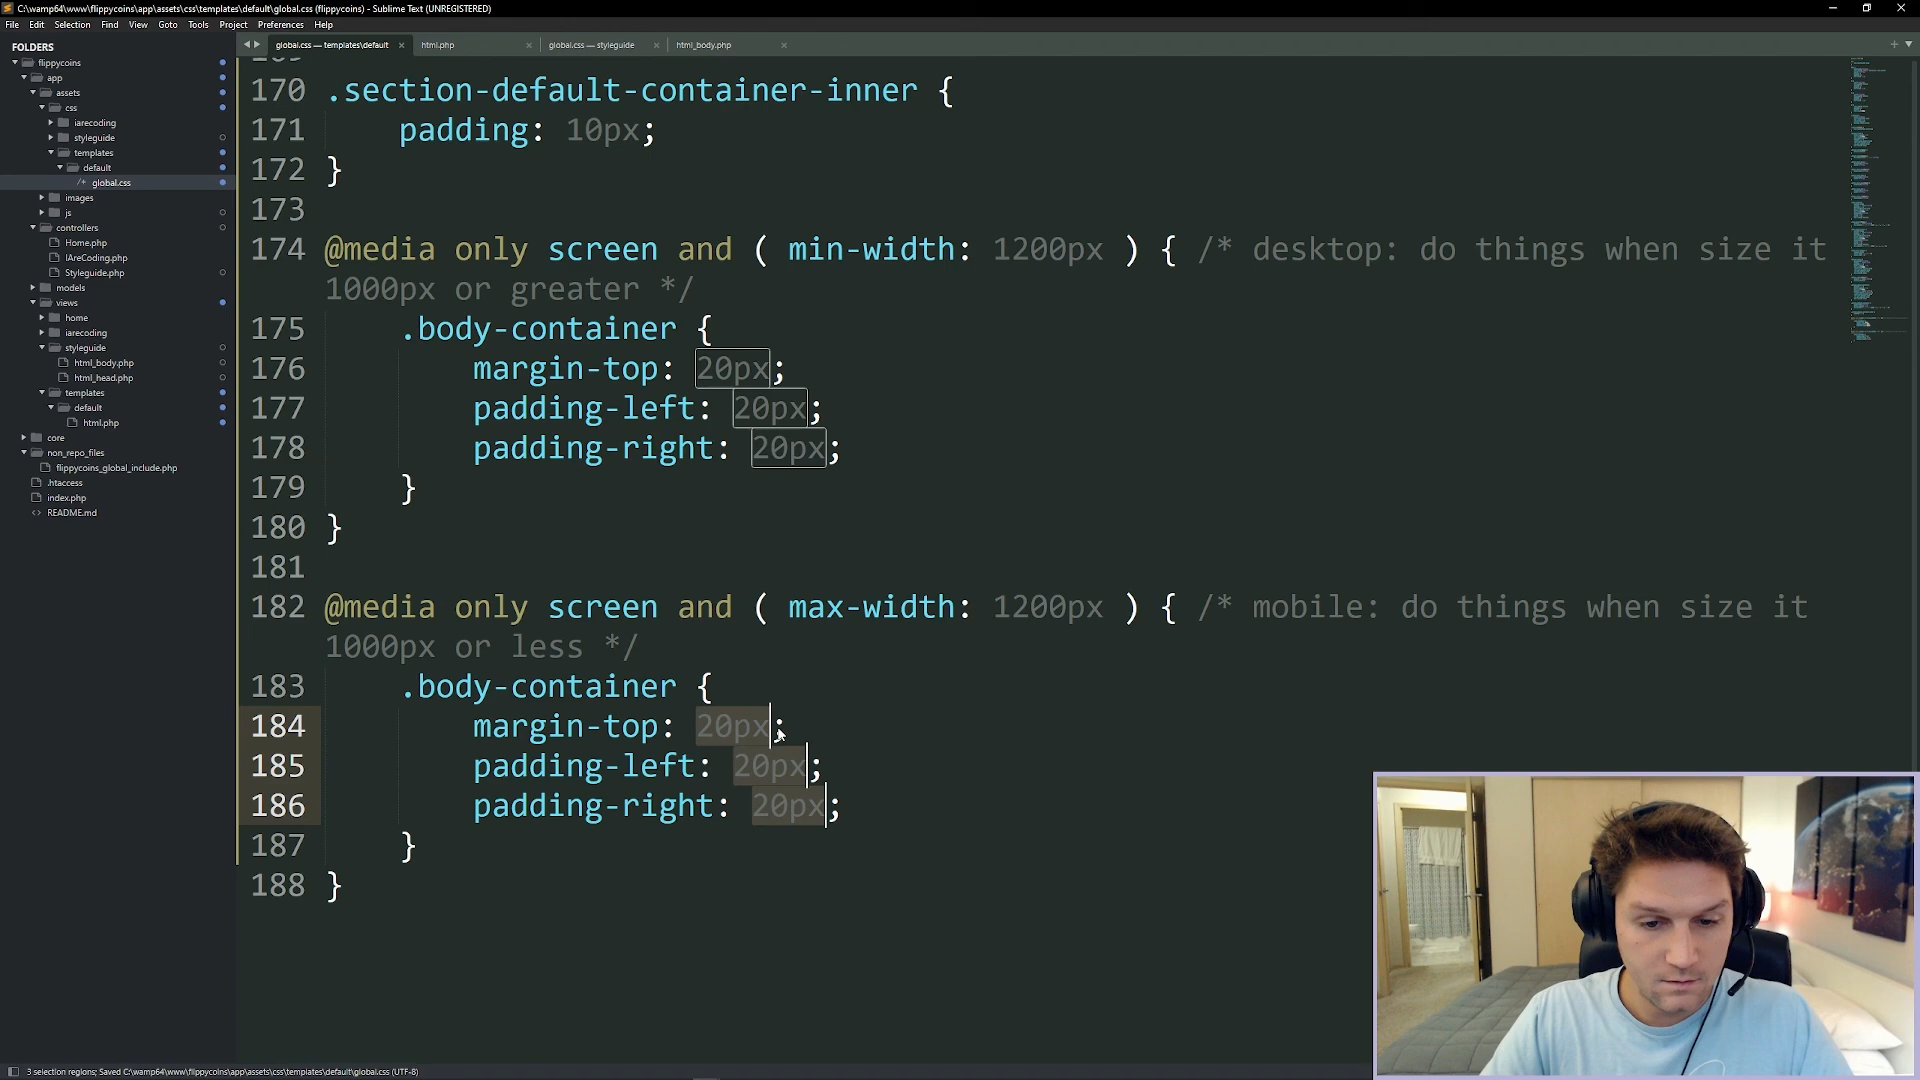 C:\wamp64\www\flippycoins\app\assets\css\templates\default\global.css (flippycoins) - Sublime Text (UNREGISTERED)
File Edit Selection Find View Goto Tools Project Preferences Help
FOLDERS
flippycoins
app
assets
css
iarecoding
styleguide
templates
default
/* global.css
images
js
controllers
Home.php
IAreCoding.php
Styleguide.php
models
views
home
iarecoding
styleguide
html_body.php
html_head.php
templates
default
html.php
core
non_repo_files
flippycoins_global_include.php
.htaccess
index.php
<> README.md
global.css — templates\default × html.php × global.css — styleguide × html_body.php ×
169
170 .section-default-container-inner {
171 padding: 10px;
172 }
173
174 @media only screen and ( min-width: 1200px ) { /* desktop: do things when size it
1000px or greater */
175 .body-container {
176 margin-top: 20px;
177 padding-left: 20px;
178 padding-right: 20px;
179 }
180 }
181
182 @media only screen and ( max-width: 1200px ) { /* mobile: do things when size it
1000px or less */
183 .body-container {
184 margin-top: 20px;
185 padding-left: 20px;
186 padding-right: 20px;
187 }
188 }
3 selection regions; Saved C:\wamp64\www\flippycoins\app\assets\css\templates\default\global.css (UTF-8)